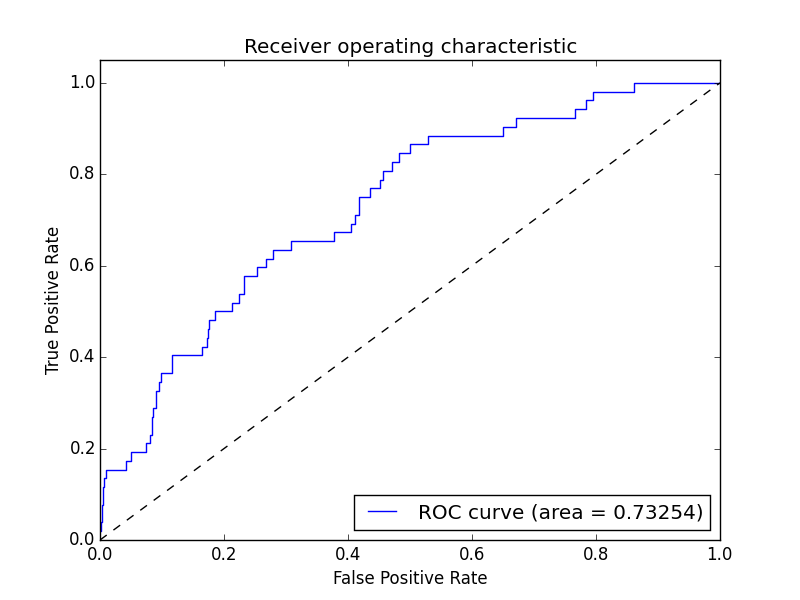 Receiver operating characteristic
1.0
0.8
0.6
0.4
0.2
0.0
True Positive Rate
ROC curve (area = 0.73254)
0.0 0.2 0.4 0.6 0.8 1.0
False Positive Rate